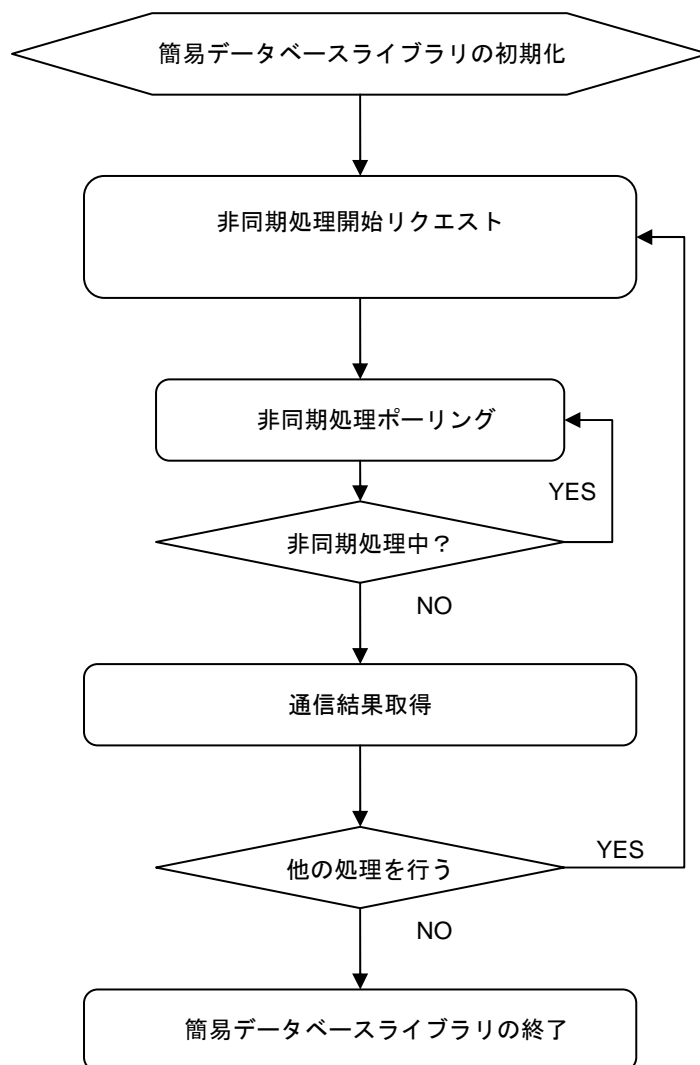 簡易データベースライブラリの初期化
非同期処理開始リクエスト
非同期処理ポーリング
YES
非同期処理中？
NO
通信結果取得
他の処理を行う
YES
NO
簡易データベースライブラリの終了